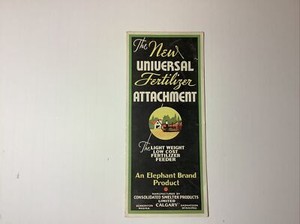 The New
UNIVERSAL
Fertilizer
ATTACHMENT
The LIGHT WEIGHT
LOW COST
FERTILIZER
FEEDER
An Elephant Brand
Product
CONSOLIDATED SMELTER PRODUCTS
LIMITED
CALGARY